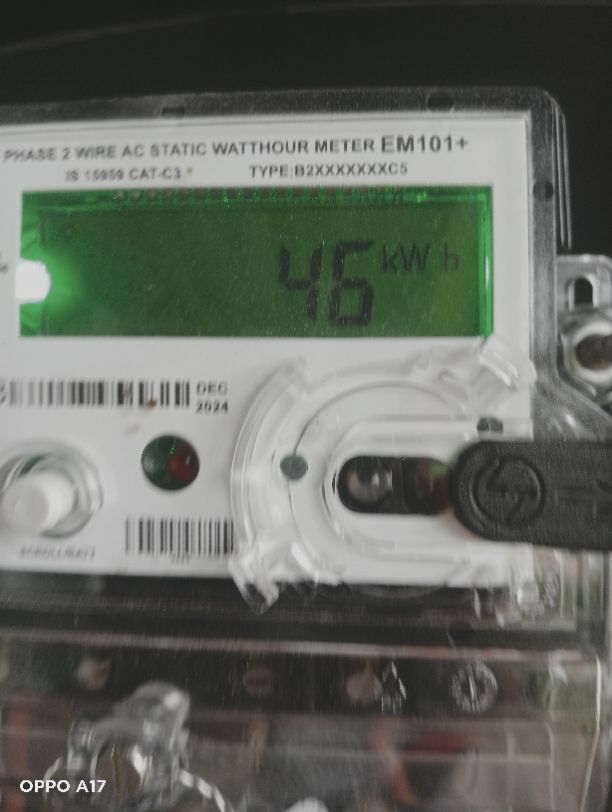 PHASE 2 WIRE AC STATIC WATTHOUR METER EM101+
IS 15959 CAT-C3 TYPE:B2XXXXXXXC5
46 kWh
DEC
2024
OPPO A17